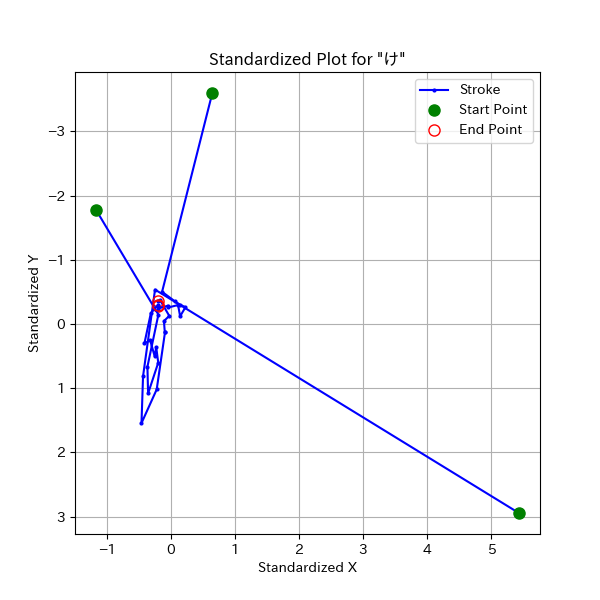 Standardized Plot for "け"
Stroke
Start Point
End Point
Standardized Y
−3
−2
−1
0
1
2
3
−1 0 1 2 3 4 5
Standardized X